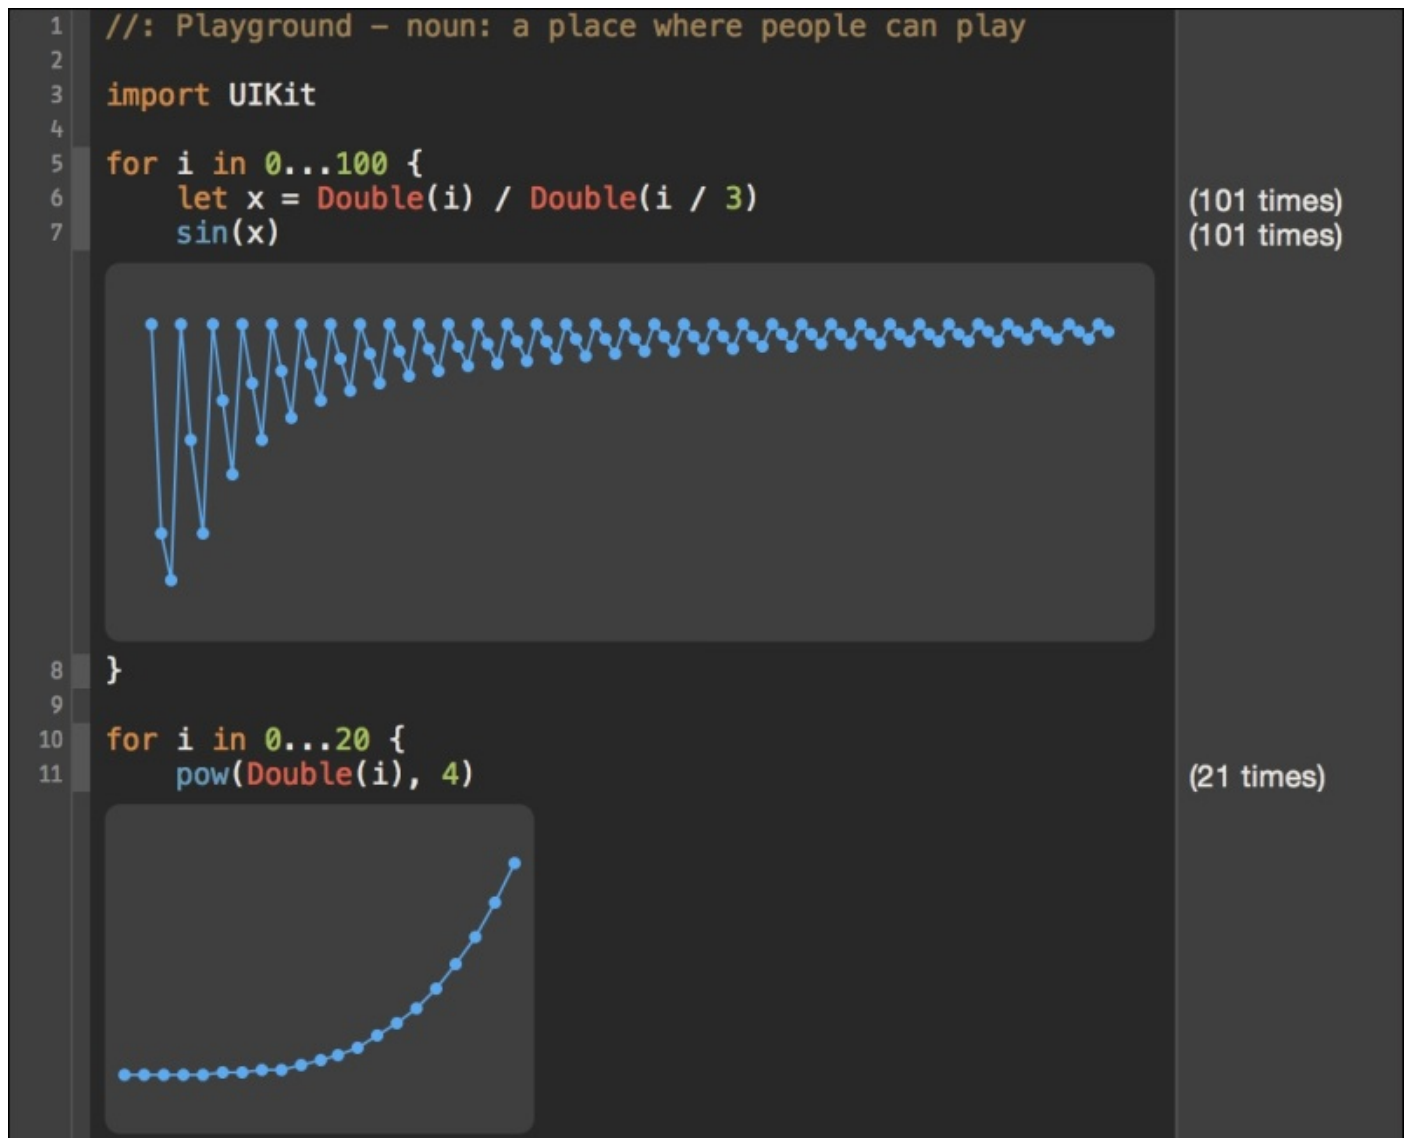 1 //: Playground – noun: a place where people can play
2
3 import UIKit
4
5 for i in 0...100 {
6 let x = Double(i) / Double(i / 3) (101 times)
7 sin(x) (101 times)
8 }
9
10 for i in 0...20 {
11 pow(Double(i), 4) (21 times)